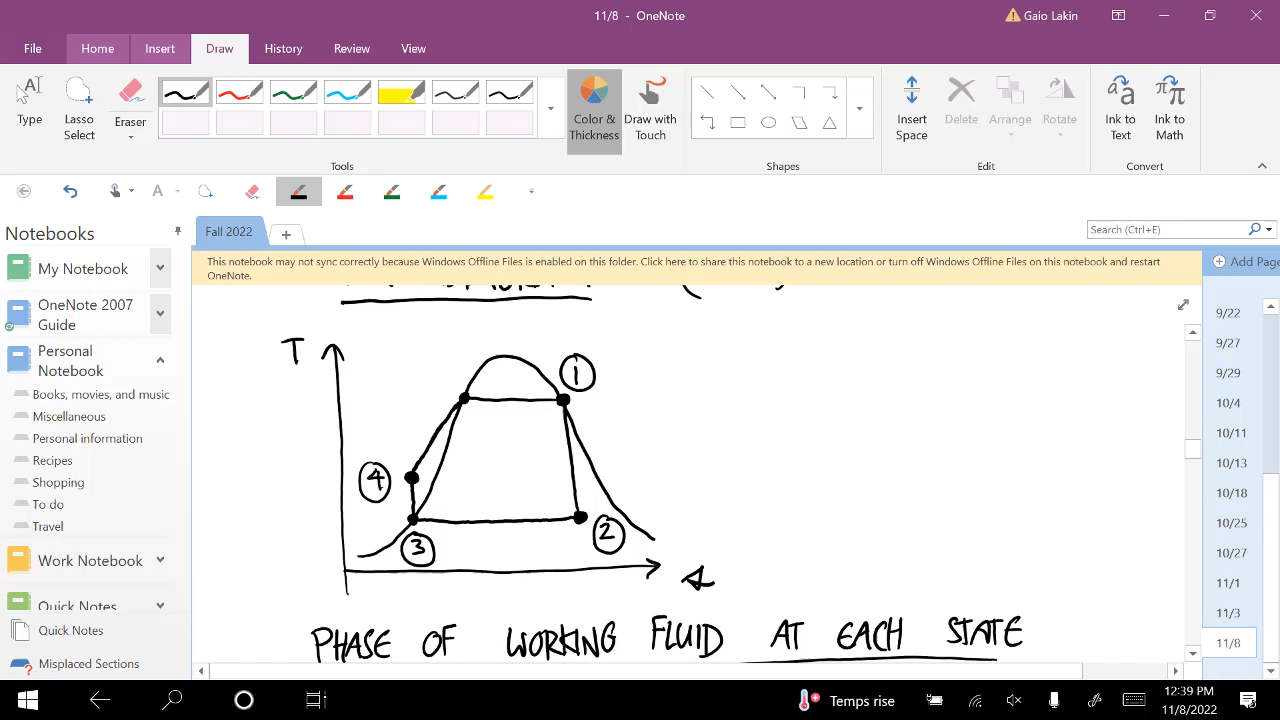 11/8 - OneNote
Gaio Lakin
File Home Insert Draw History Review View
Type
Lasso Select
Eraser
Color & Thickness
Draw with Touch
Insert Space
Delete
Arrange
Rotate
Ink to Text
Ink to Math
Tools
Shapes
Edit
Convert
Notebooks
Fall 2022
Search (Ctrl+E)
This notebook may not sync correctly because Windows Offline Files is enabled on this folder. Click here to share this notebook to a new location or turn off Windows Offline Files on this notebook and restart
OneNote.
Add Page
My Notebook
OneNote 2007
Guide
Personal
Notebook
Books, movies, and music
Miscellaneous
Personal information
Recipes
Shopping
To do
Travel
Work Notebook
Quick Notes
Quick Notes
Misplaced Sections
T
1
4
3
2
PHASE OF WORKING FLUID AT EACH STATE
9/22
9/27
9/29
10/4
10/11
10/13
10/18
10/25
10/27
11/1
11/3
11/8
Temps rise
12:39 PM
11/8/2022